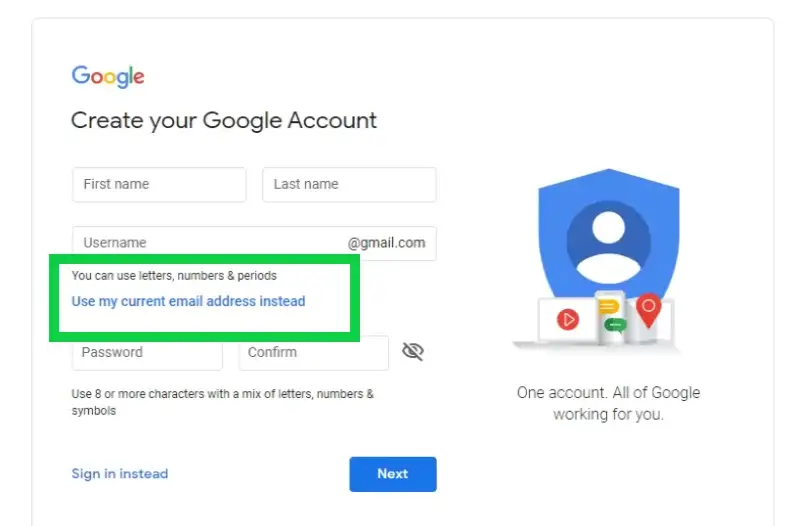 Google
Create your Google Account
First name
Last name
Username
@gmail.com
You can use letters, numbers & periods
Use my current email address instead
Password
Confirm
Use 8 or more characters with a mix of letters, numbers &
symbols
One account. All of Google
working for you.
Sign in instead
Next